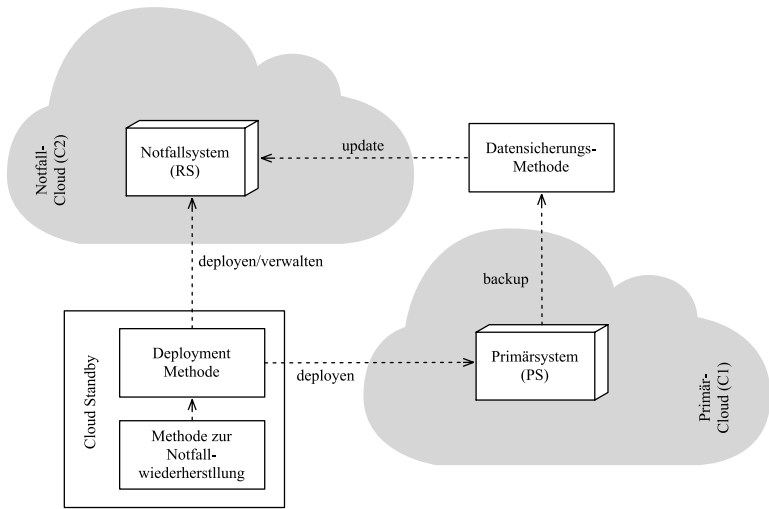 Notfall-
Cloud (C2)
Notfallsystem
(RS)
update
Datensicherungs-
Methode
deployen/verwalten
backup
Cloud Standby
Deployment
Methode
deployen
Primärsystem
(PS)
Primär-
Cloud (C1)
Methode zur
Notfall-
wiederherstllung